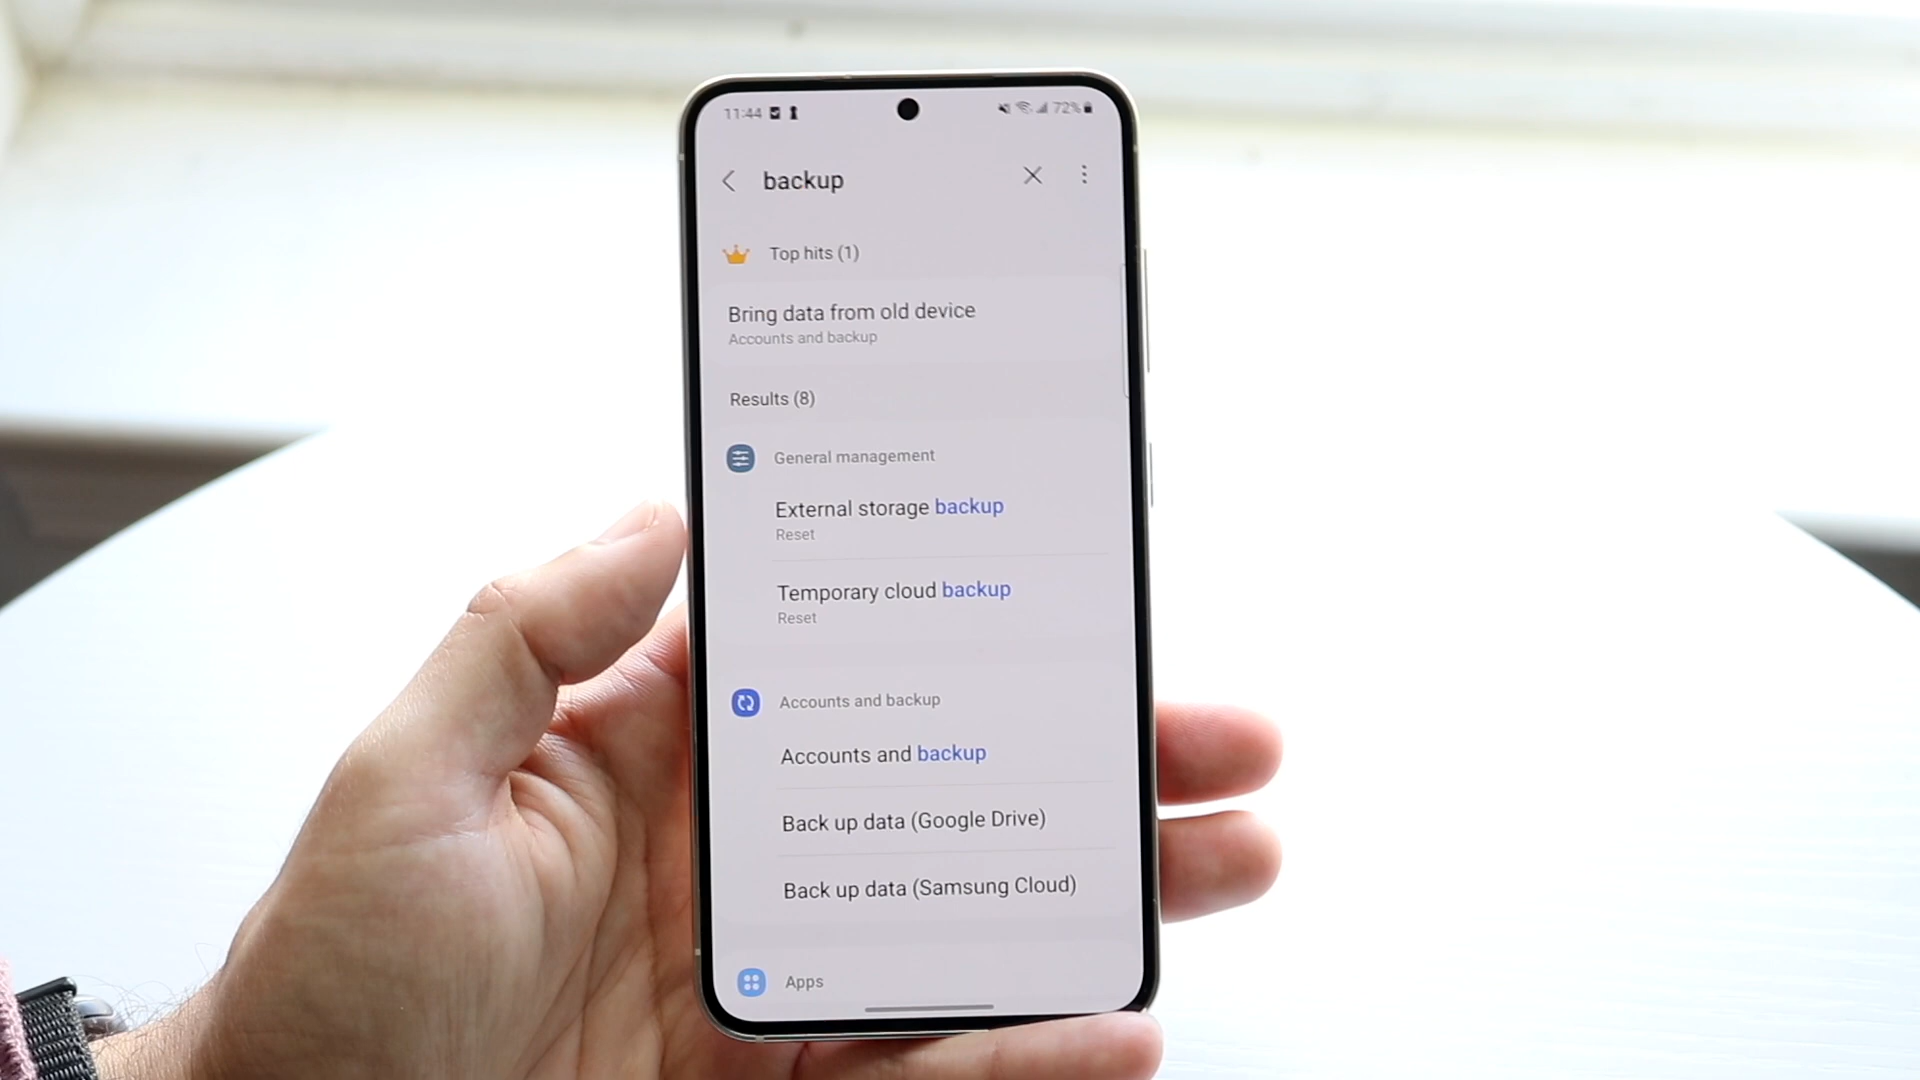 11:44 72%
backup
Top hits (1)
Bring data from old device
Accounts and backup
Results (8)
General management
External storage backup
Reset
Temporary cloud backup
Reset
Accounts and backup
Accounts and backup
Back up data (Google Drive)
Back up data (Samsung Cloud)
Apps